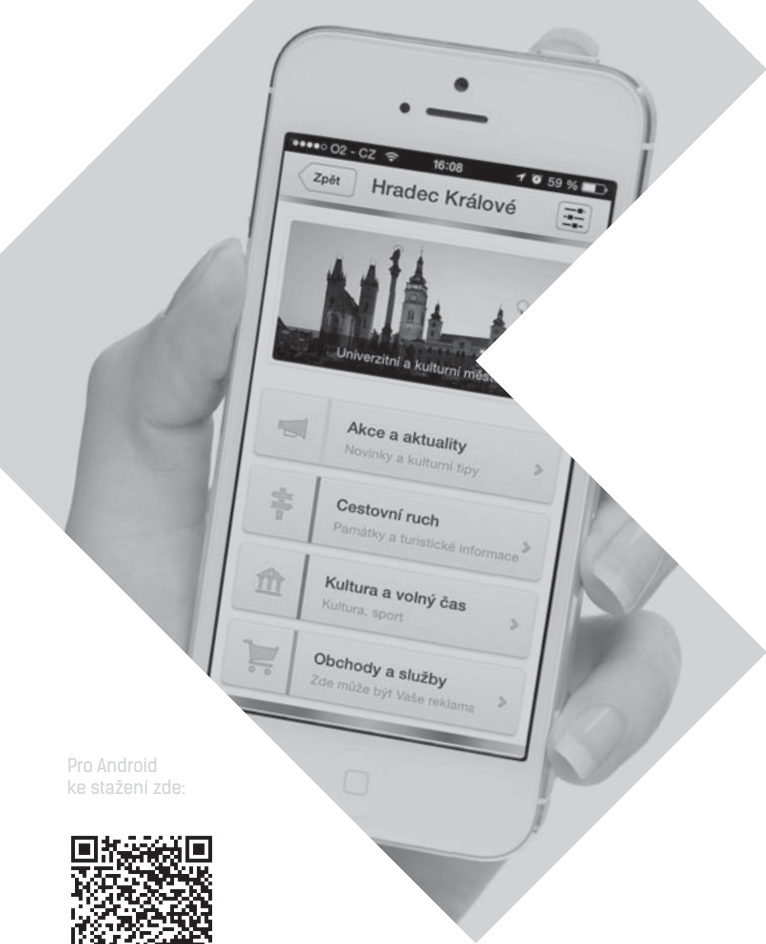 O2 - CZ 16:08 59 %
Zpět Hradec Králové
Univerzitní a kulturní
Akce a aktuality
Novinky a kulturní tipy
Cestovní ruch
Památky a turistické informace
Kultura a volný čas
Kultura, sport
Obchody a služby
Zde může být Vaše reklama
Pro Android
ke stažení zde: